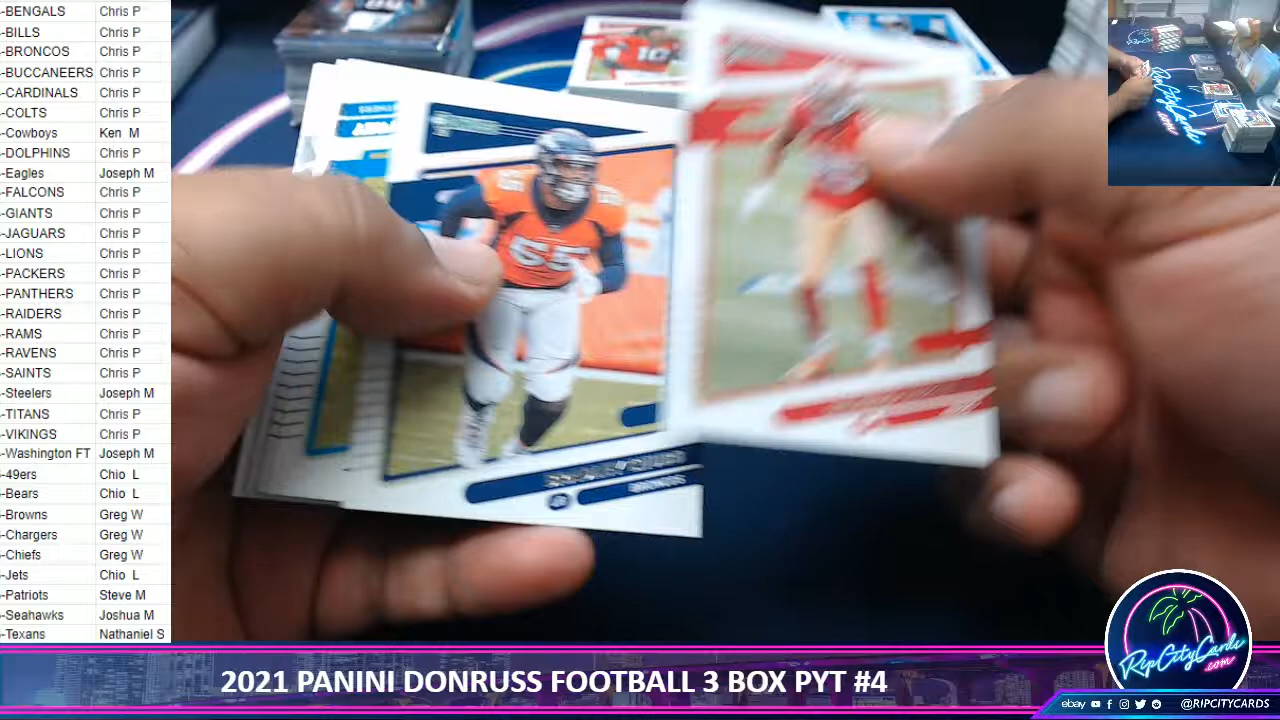 -BENGALS Chris P
-BILLS Chris P
-BRONCOS Chris P
-BUCCANEERS Chris P
-CARDINALS Chris P
-COLTS Chris P
-Cowboys Ken M
-DOLPHINS Chris P
-Eagles Joseph M
-FALCONS Chris P
-GIANTS Chris P
-JAGUARS Chris P
-LIONS Chris P
-PACKERS Chris P
-PANTHERS Chris P
-RAIDERS Chris P
-RAMS Chris P
-RAVENS Chris P
-SAINTS Chris P
-Steelers Joseph M
-TITANS Chris P
-VIKINGS Chris P
-Washington FT Joseph M
-49ers Chio L
-Bears Chio L
-Browns Greg W
-Chargers Greg W
-Chiefs Greg W
-Jets Chio L
-Patriots Steve M
-Seahawks Joshua M
-Texans Nathaniel S
10
55
BRONCOS
RipCityCards
.com
2021 PANINI DONRUSS FOOTBALL 3 BOX PYT #4
ebay @RIPCITYCARDS